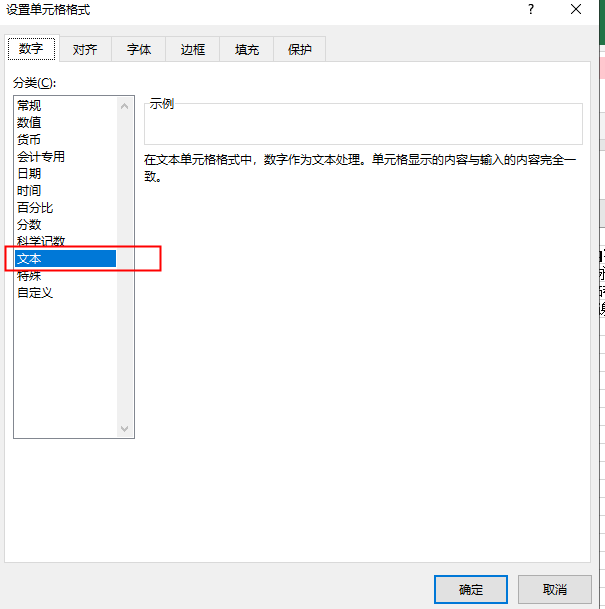 设置单元格格式
?
数字
对齐
字体
边框
填充
保护
分类(C):
常规
数值
货币
会计专用
日期
时间
百分比
分数
科学记数
文本
特殊
自定义
示例
在文本单元格格式中，数字作为文本处理。单元格显示的内容与输入的内容完全一
致。
确定
取消